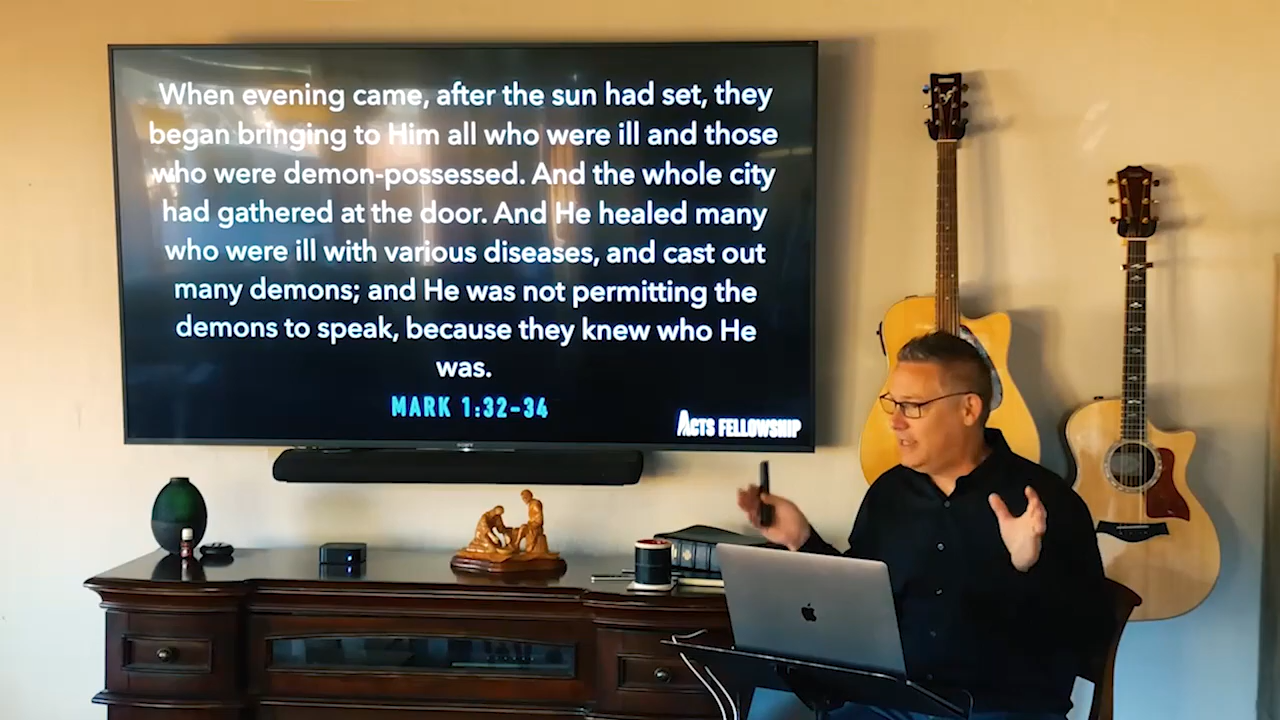 When evening came, after the sun had set, they
began bringing to Him all who were ill and those
who were demon-possessed. And the whole city
had gathered at the door. And He healed many
who were ill with various diseases, and cast out
many demons; and He was not permitting the
demons to speak, because they knew who He
was.
MARK 1:32-34
ACTS FELLOWSHIP
SONY